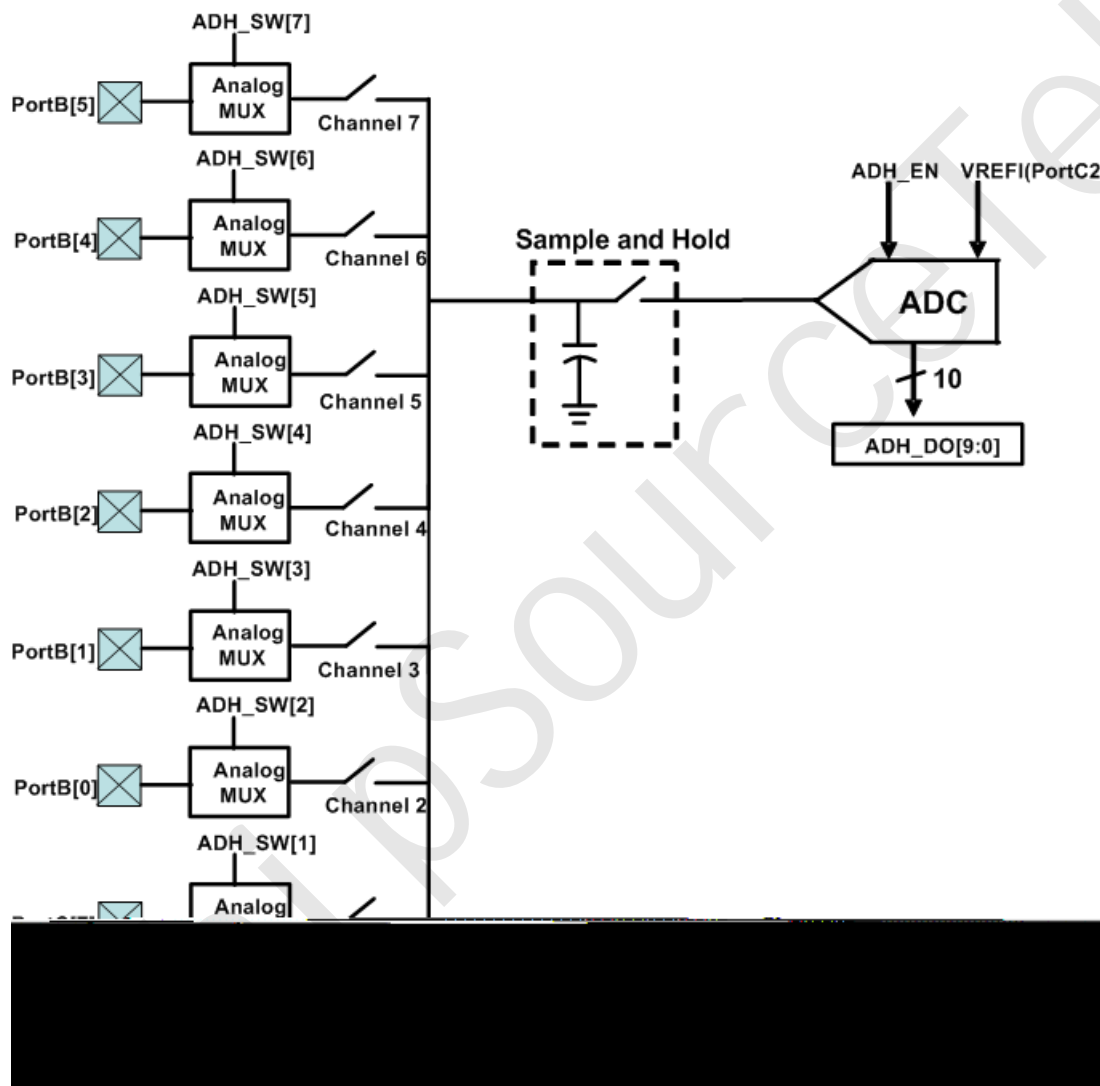 ADH_SW[7]
PortB[5]
Analog
MUX
Channel 7
ADH_SW[6]
PortB[4]
Analog
MUX
Channel 6
ADH_SW[5]
PortB[3]
Analog
MUX
Channel 5
ADH_SW[4]
PortB[2]
Analog
MUX
Channel 4
ADH_SW[3]
PortB[1]
Analog
MUX
Channel 3
ADH_SW[2]
PortB[0]
Analog
MUX
Channel 2
ADH_SW[1]
Analog
Sample and Hold
ADH_EN VREFI(PortC2
ADC
10
ADH_DO[9:0]